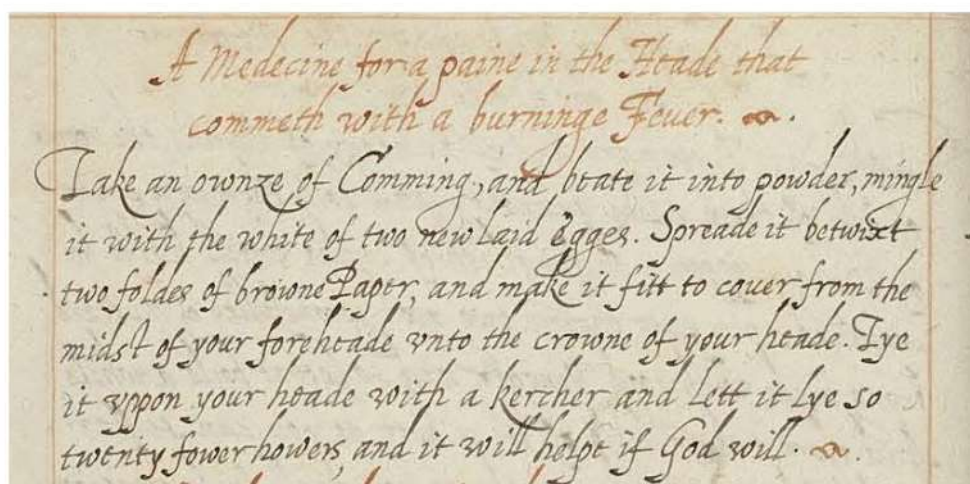 A Medecine for a paine in the Heade that
commeth with a burninge Feuer.
Take an ownze of Comming, and beate it into powder, mingle
it with the white of two new laid Egges. Spreade it betwixt
two foldes of browne Paper, and make it fitt to couer from the
midst of your foreheade vnto the crowne of your heade. Tye
it vppon your heade with a kercher and lett it lye so
twenty fower howers, and it will helpe if God will.